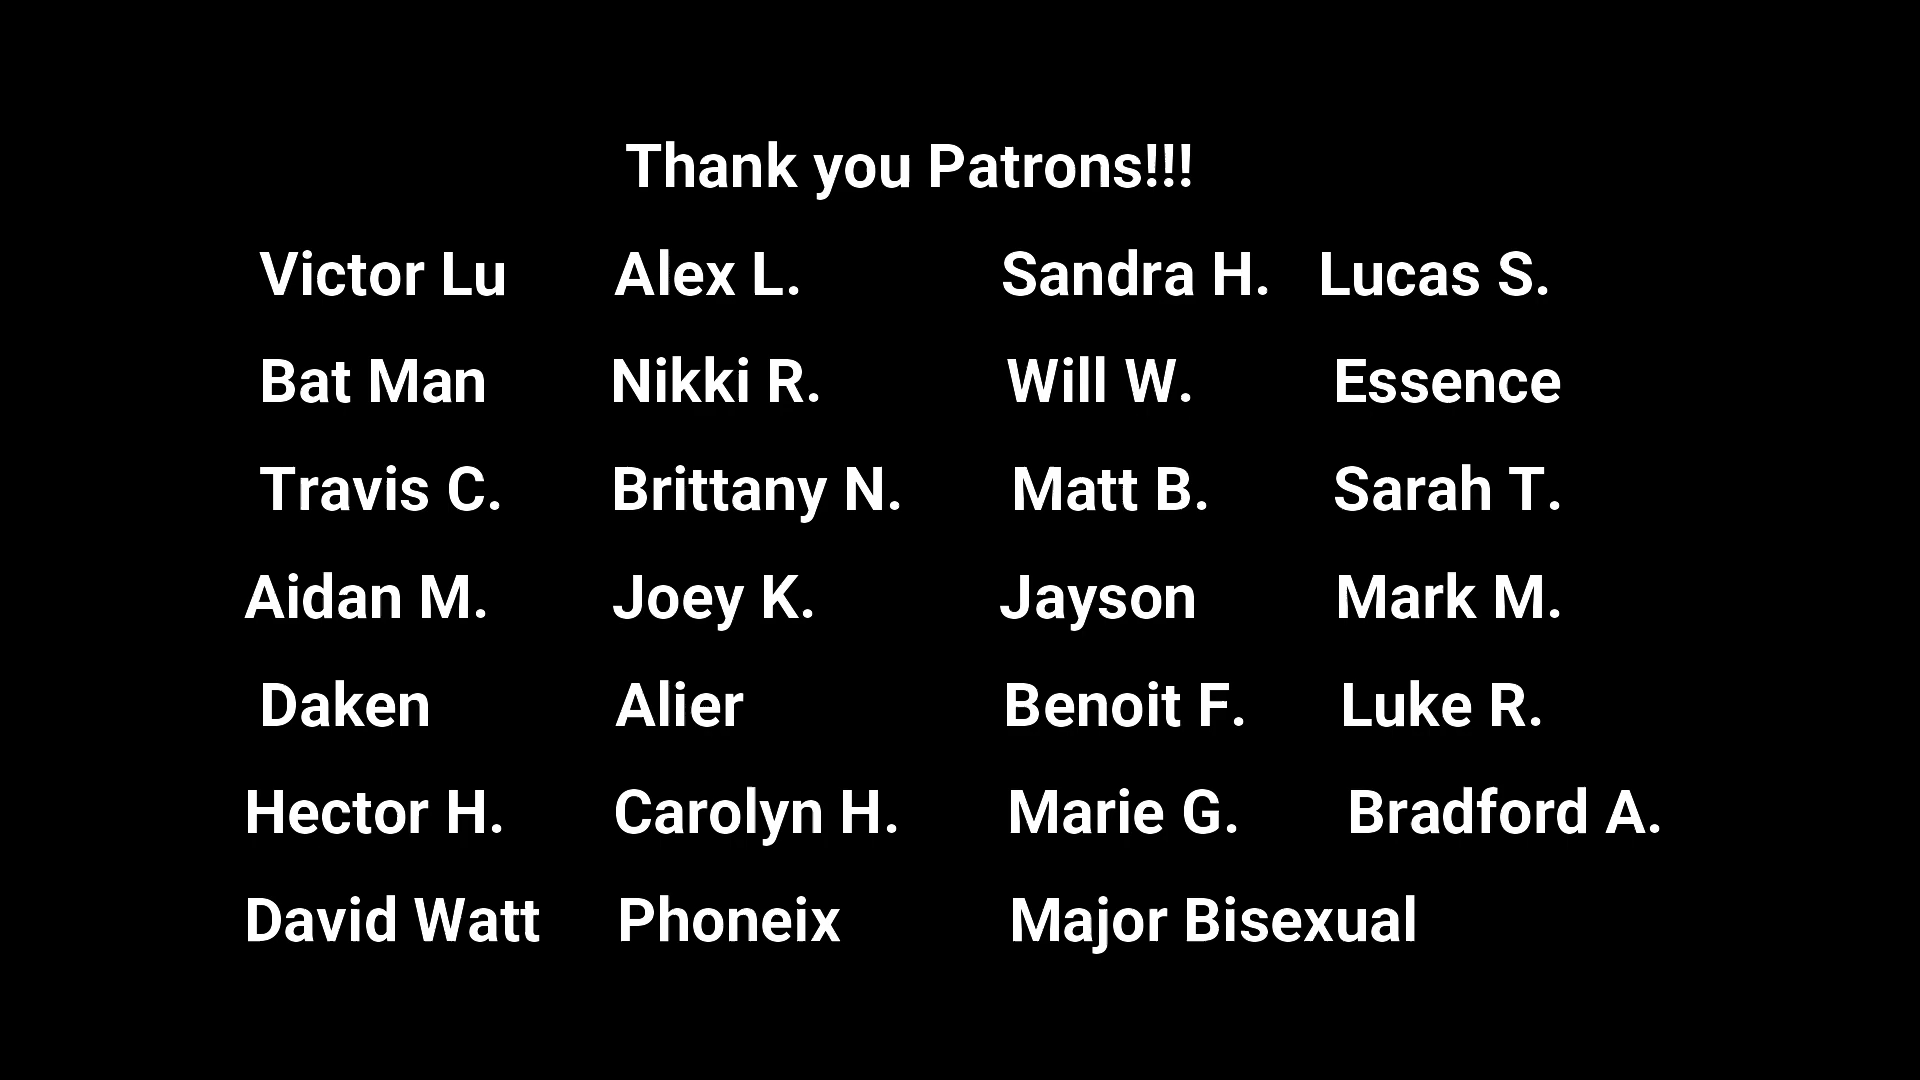 Thank you Patrons!!!
Victor Lu Alex L. Sandra H. Lucas S.
Bat Man Nikki R. Will W. Essence
Travis C. Brittany N. Matt B. Sarah T.
Aidan M. Joey K. Jayson Mark M.
Daken Alier Benoit F. Luke R.
Hector H. Carolyn H. Marie G. Bradford A.
David Watt Phoneix Major Bisexual